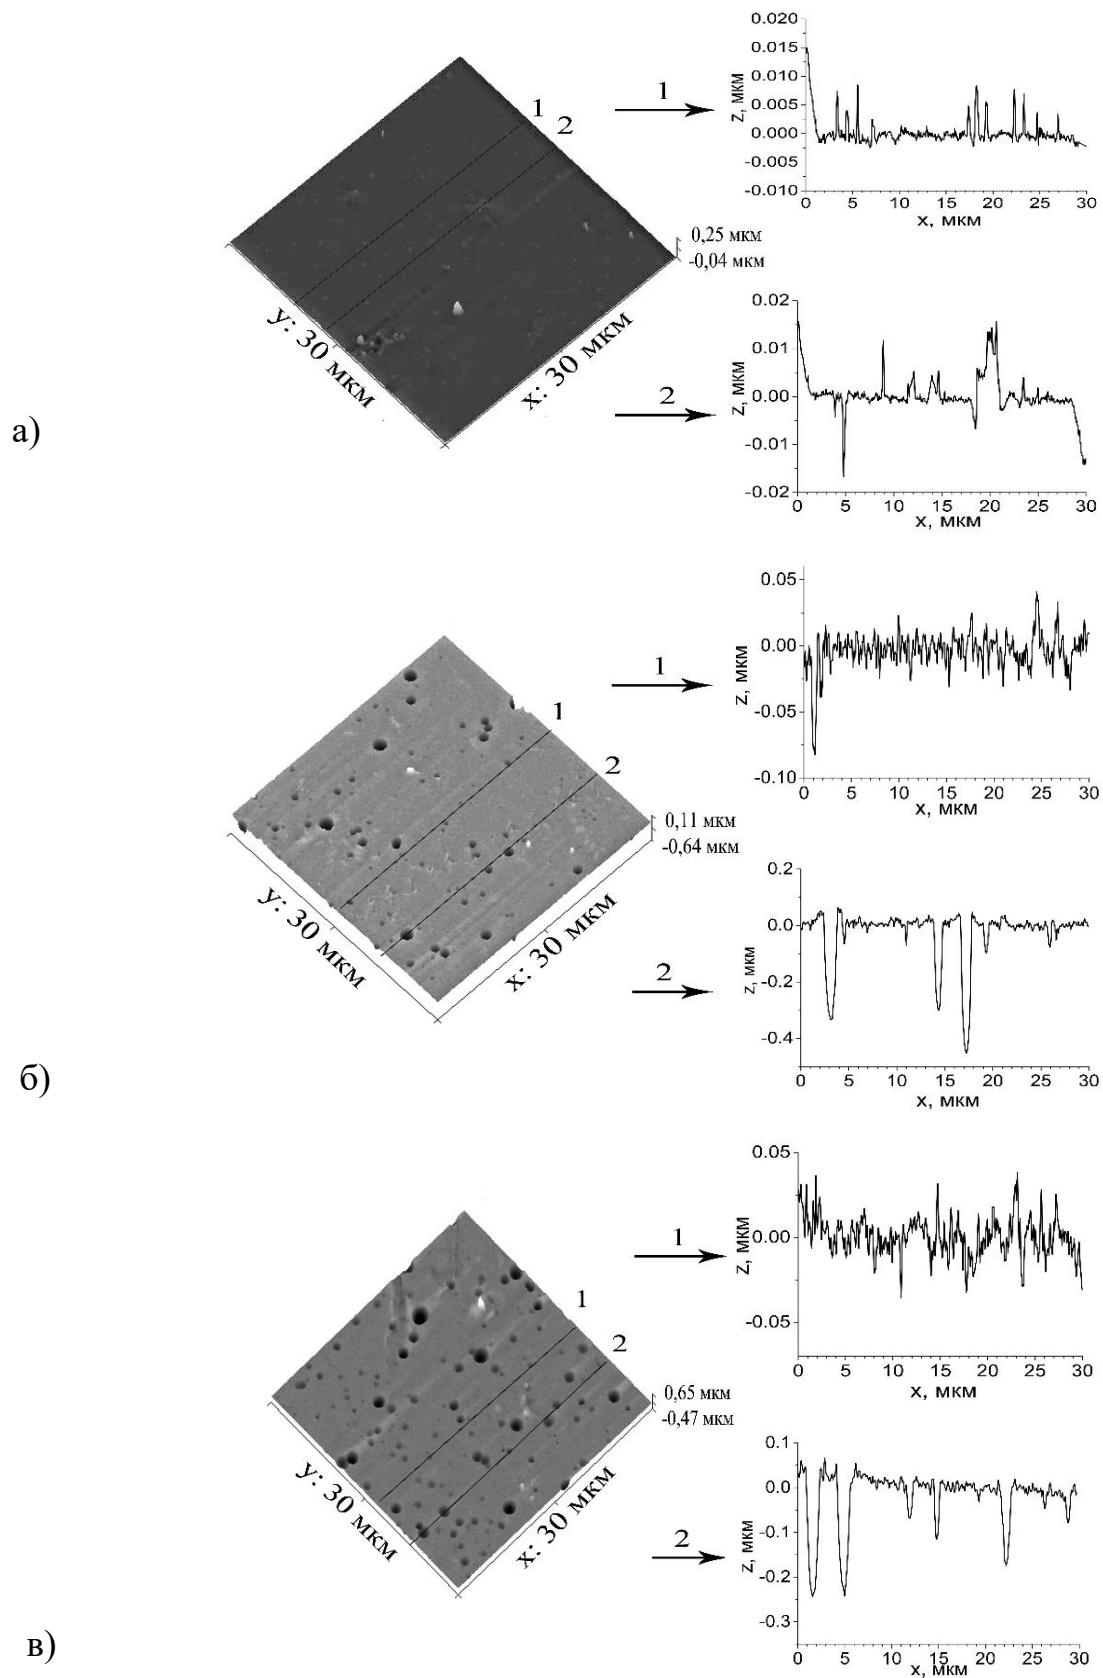 0.020
0.015
0.010
0.005
0.000
-0.005
-0.010
z, мкм
0 5 10 15 20 25 30
x, мкм
1
1
2
0,25 мкм
-0,04 мкм
y: 30 мкм
x: 30 мкм
0.02
0.01
0.00
-0.01
-0.02
z, мкм
0 5 10 15 20 25 30
x, мкм
2
а)
0.05
0.00
-0.05
-0.10
z, мкм
0 5 10 15 20 25 30
x, мкм
1
1
2
0,11 мкм
-0,64 мкм
y: 30 мкм
x: 30 мкм
0.2
0.0
-0.2
-0.4
z, мкм
0 5 10 15 20 25 30
x, мкм
2
б)
0.05
0.00
-0.05
z, мкм
0 5 10 15 20 25 30
x, мкм
1
1
2
0,65 мкм
-0,47 мкм
y: 30 мкм
x: 30 мкм
0.1
0.0
-0.1
-0.2
-0.3
z, мкм
0 5 10 15 20 25 30
x, мкм
2
в)